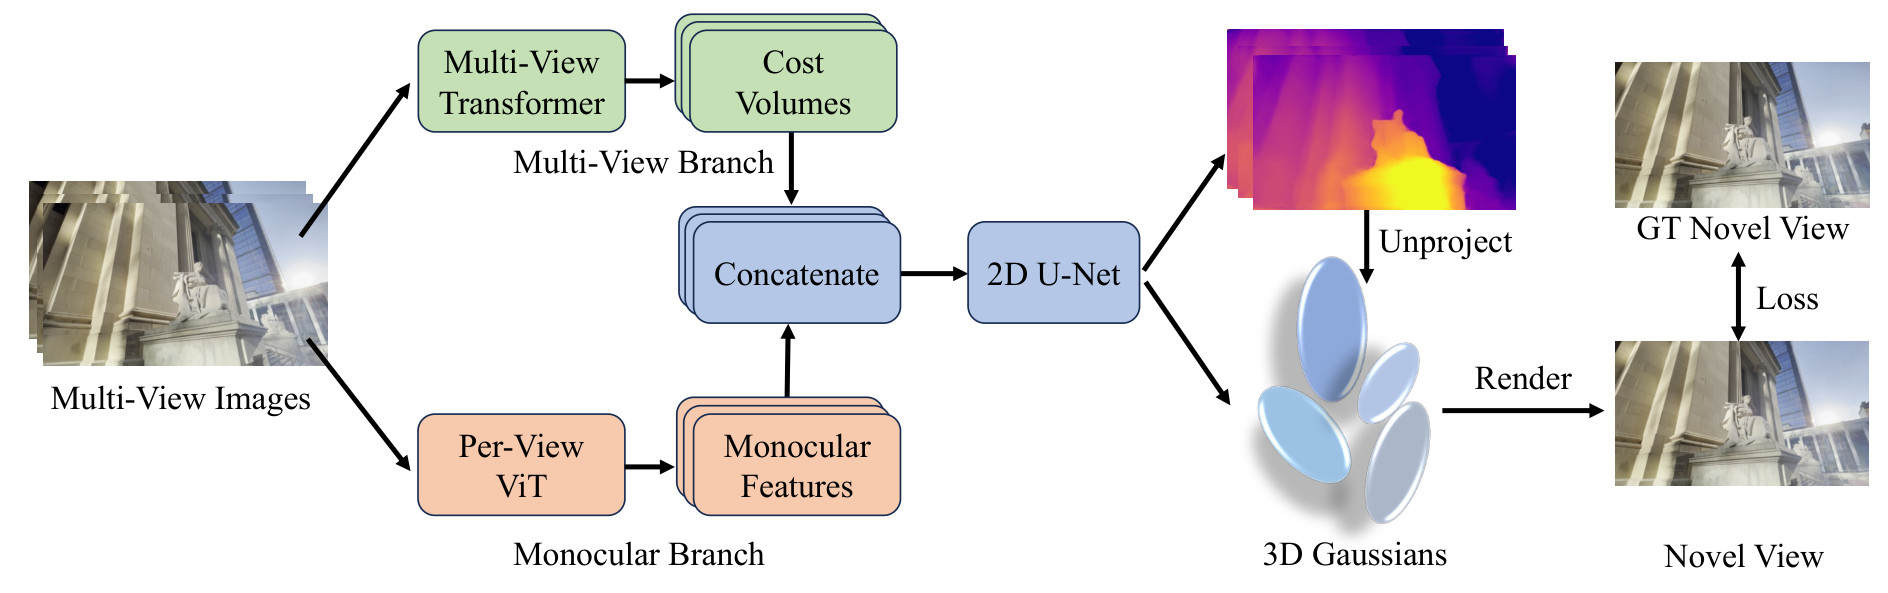 Multi-View Images
Multi-View
Transformer
Cost
Volumes
Multi-View Branch
Concatenate
2D U-Net
Per-View
ViT
Monocular
Features
Monocular Branch
Unproject
3D Gaussians
Render
GT Novel View
Loss
Novel View